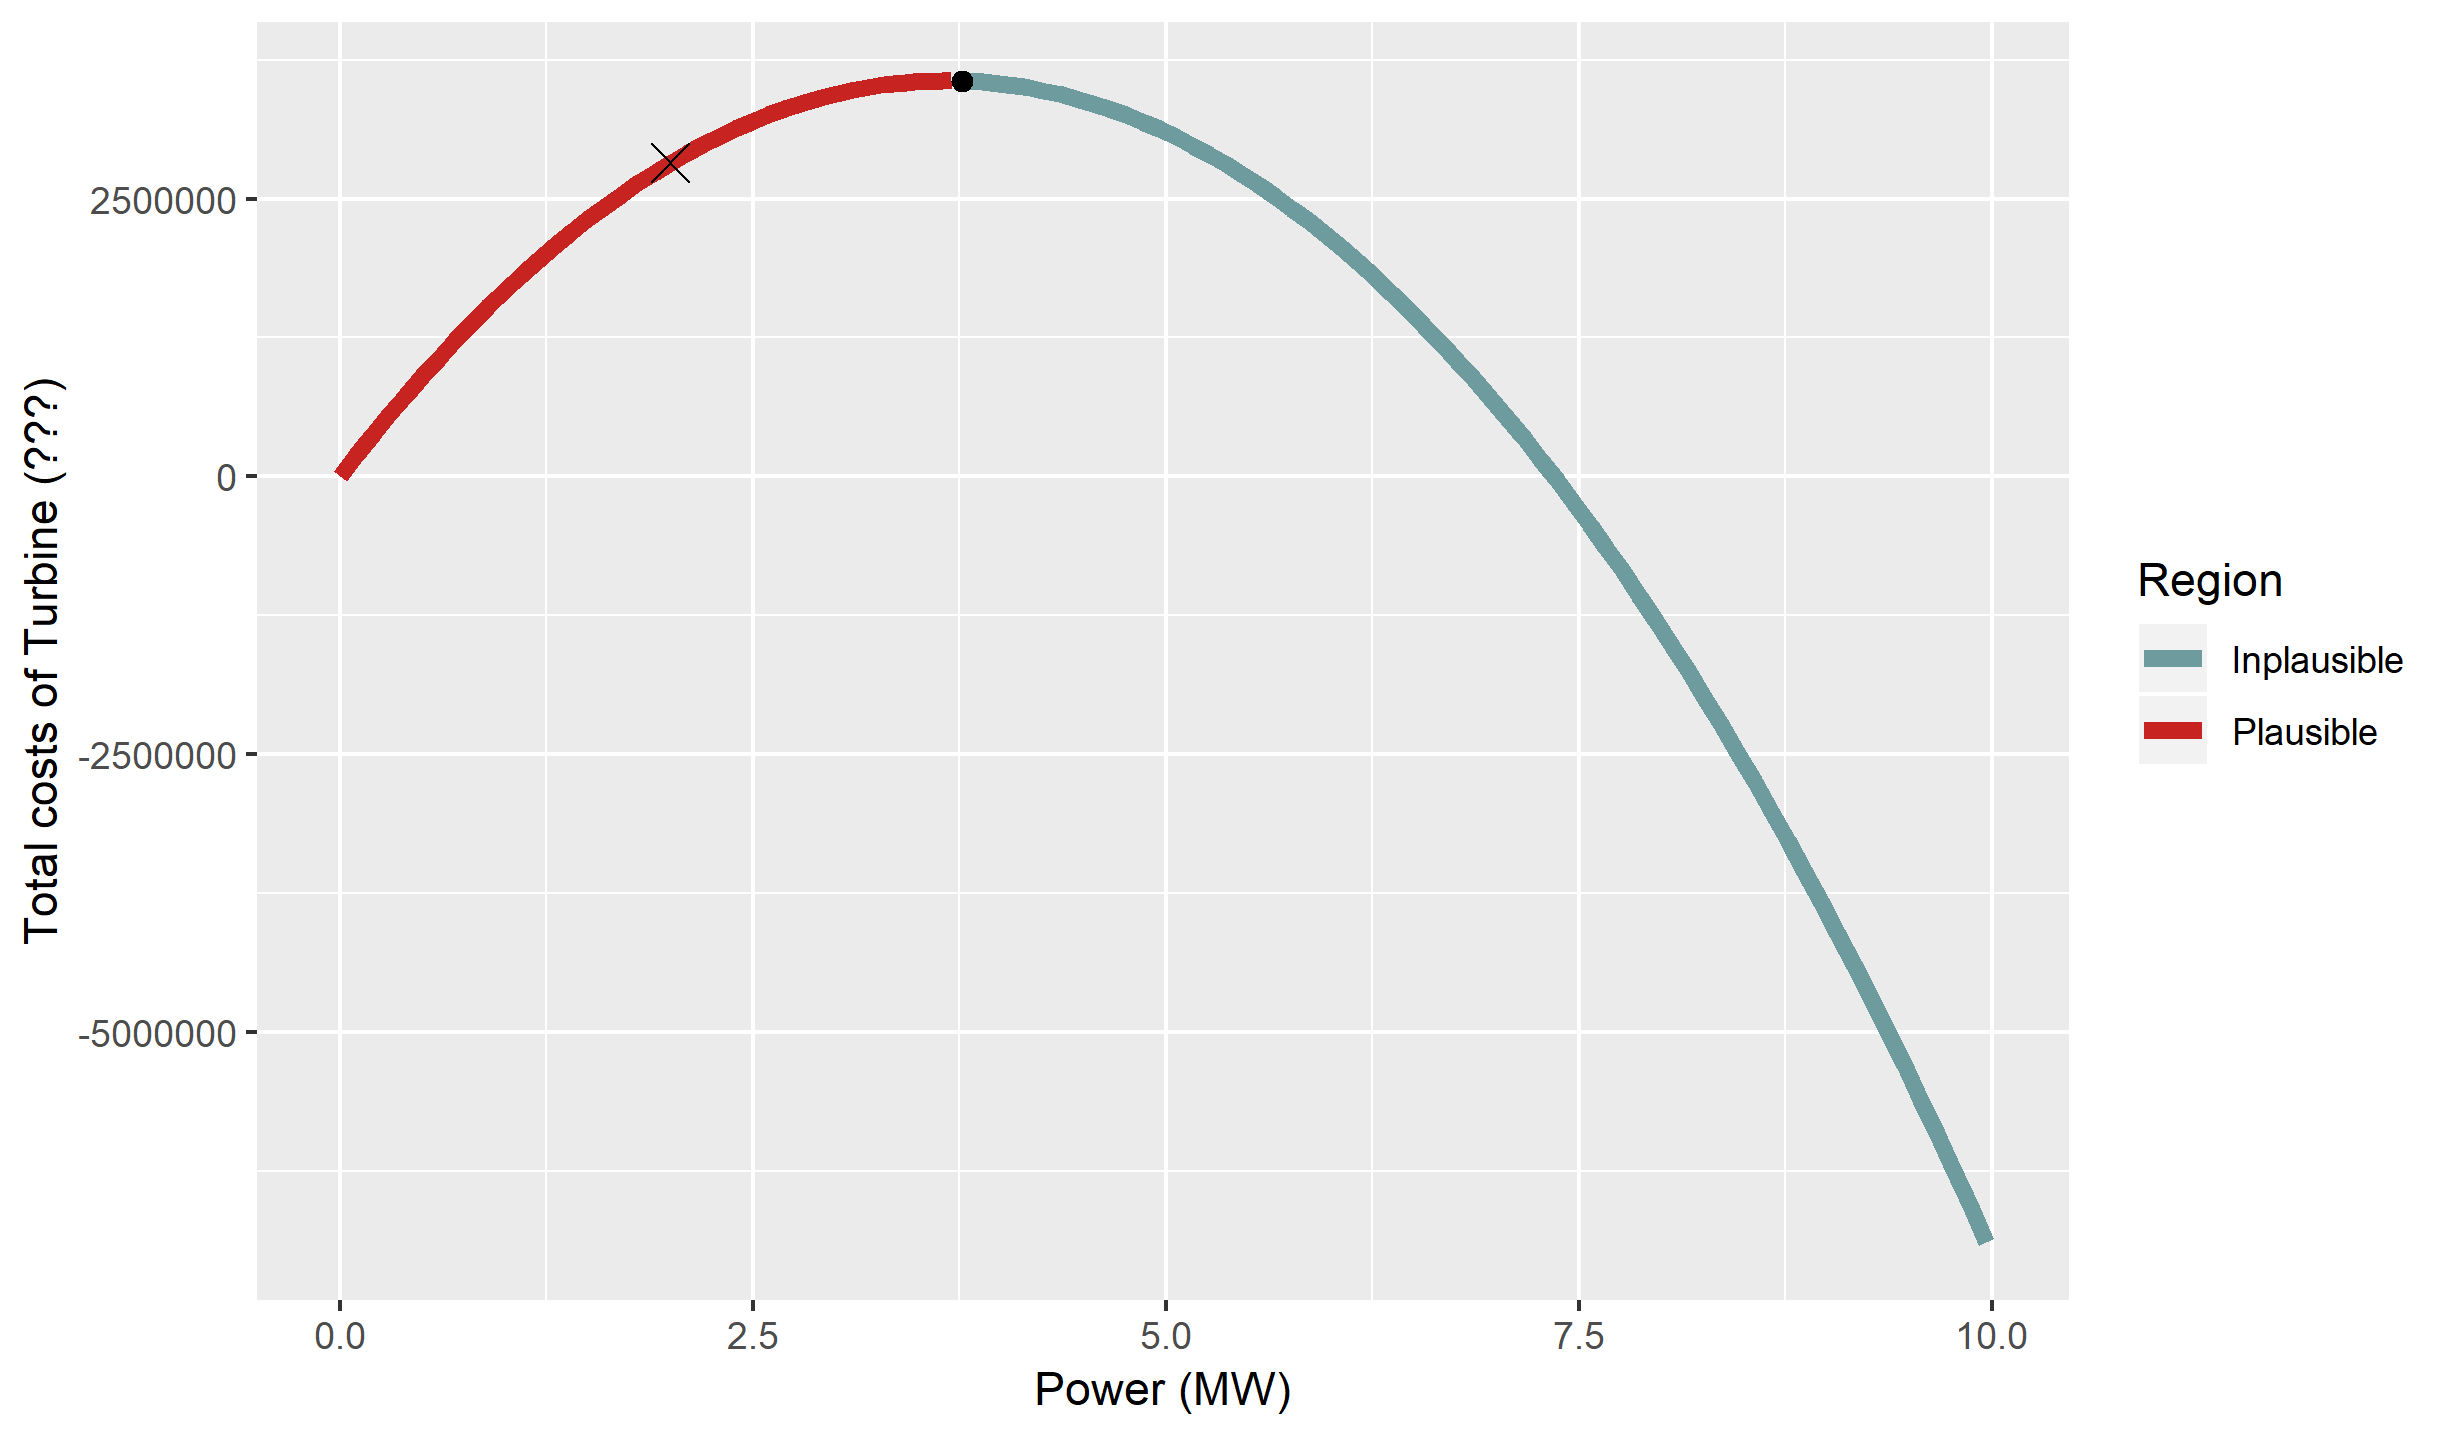 Total costs of Turbine (???)
2500000
0
-2500000
-5000000
0.0 2.5 5.0 7.5 10.0
Power (MW)
Region
Inplausible
Plausible